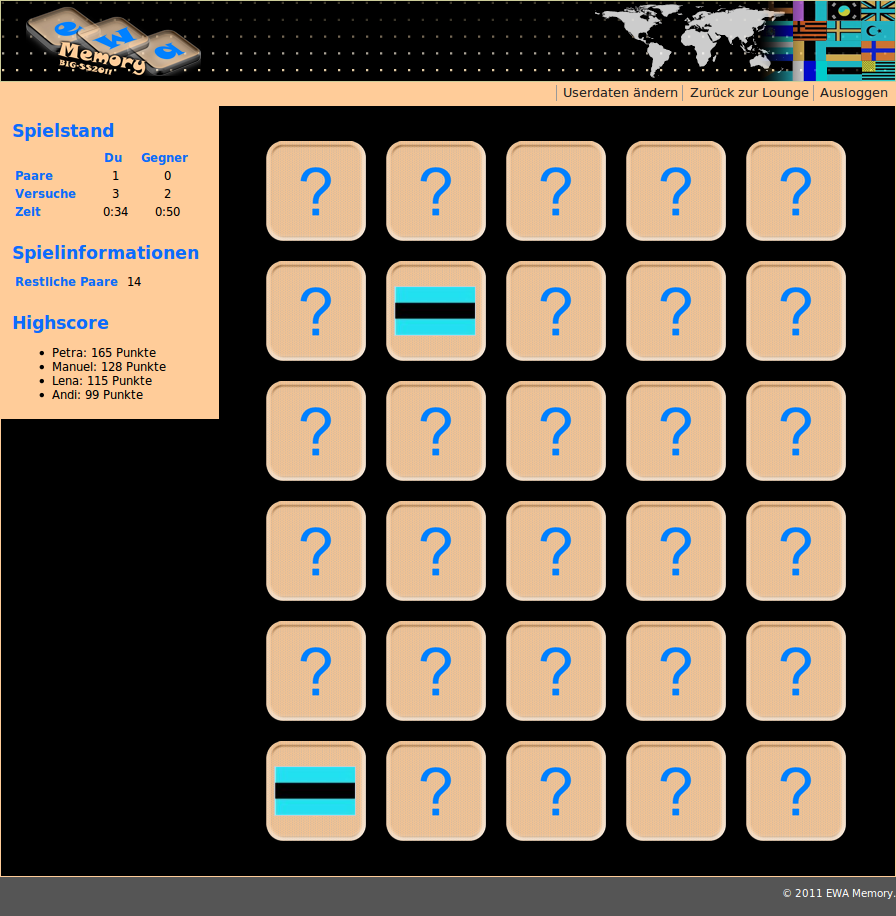 e w a
Memory
BIG-SS2011
Userdaten ändern Zurück zur Lounge Ausloggen
Spielstand
Du Gegner
Paare 1 0
Versuche 3 2
Zeit 0:34 0:50
Spielinformationen
Restliche Paare 14
Highscore
Petra: 165 Punkte
Manuel: 128 Punkte
Lena: 115 Punkte
Andi: 99 Punkte
? ? ? ? ?
? ? ? ?
? ? ? ? ?
? ? ? ? ?
? ? ? ? ?
? ? ? ?
© 2011 EWA Memory.